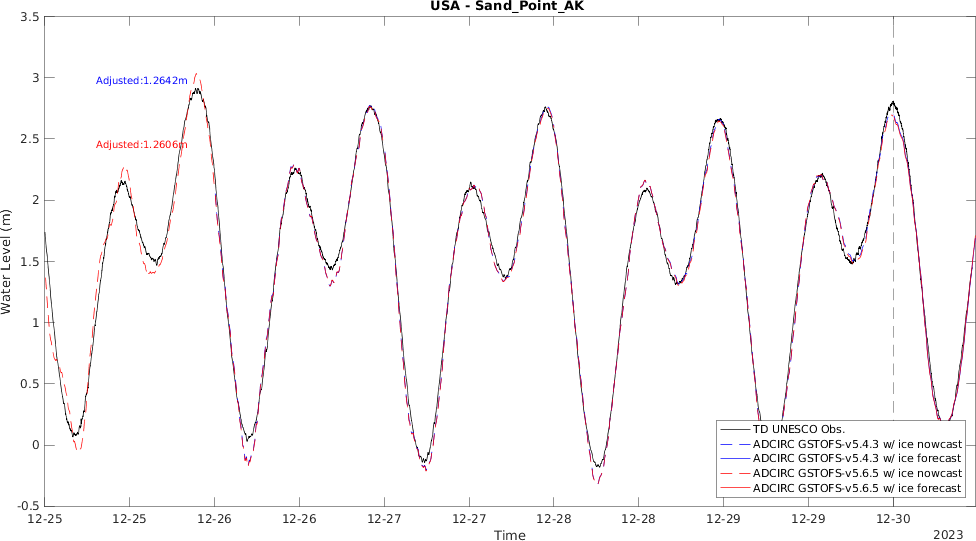 USA - Sand_Point_AK
3.5
3
2.5
2
1.5
1
0.5
0
-0.5
Water Level (m)
Adjusted:1.2642m
Adjusted:1.2606m
TD UNESCO Obs.
ADCIRC GSTOFS-v5.4.3 w/ ice nowcast
ADCIRC GSTOFS-v5.4.3 w/ ice forecast
ADCIRC GSTOFS-v5.6.5 w/ ice nowcast
ADCIRC GSTOFS-v5.6.5 w/ ice forecast
12-25 12-25 12-26 12-26 12-27 12-27 12-28 12-28 12-29 12-29 12-30
Time
2023